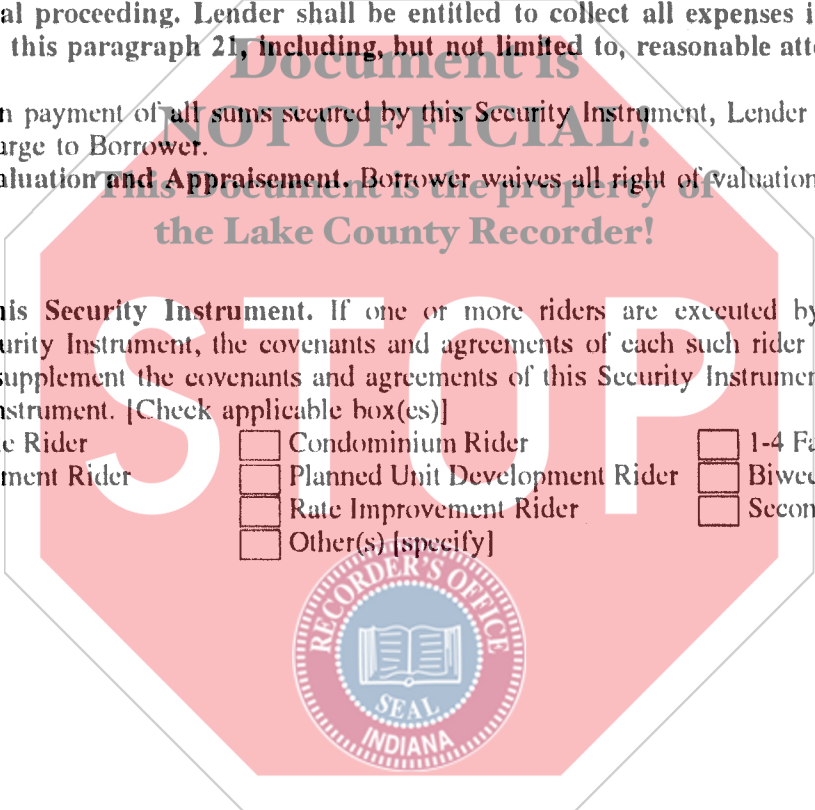 al proceeding. Lender shall be entitled to collect all expenses i
this paragraph 21, including, but not limited to, reasonable atte
Document is
n payment of all sums secured by this Security Instrument, Lender
NOT OFFICIAL!
arge to Borrower.
aluation and Appraisement. Borrower waives all right of valuation
This Document is the property of
the Lake County Recorder!
his Security Instrument. If one or more riders are executed by
urity Instrument, the covenants and agreements of each such rider
supplement the covenants and agreements of this Security Instrumen
nstrument. [Check applicable box(es)]
STOP
e Rider Condominium Rider 1-4 Fa
ment Rider Planned Unit Development Rider Biwee
Rate Improvement Rider Secon
Other(s) [specify]
RECORDER'S OFFICE
SEAL
INDIANA